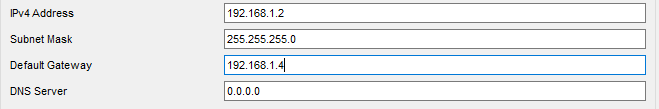 IPv4 Address 192.168.1.2
Subnet Mask 255.255.255.0
Default Gateway 192.168.1.4
DNS Server 0.0.0.0